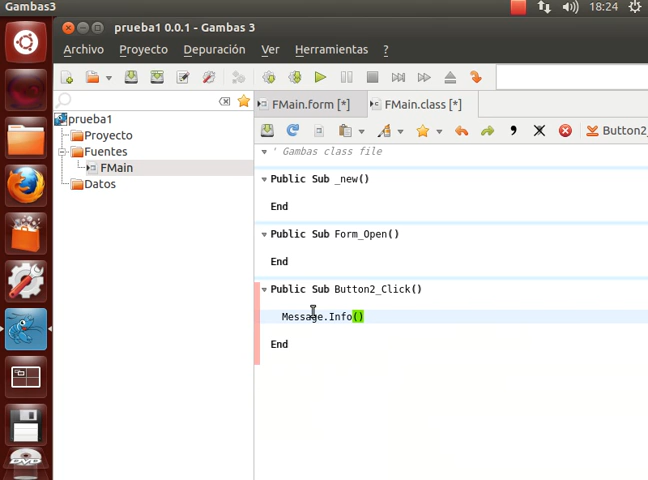 Gambas3
18:24
prueba1 0.0.1 - Gambas 3
Archivo Proyecto Depuración Ver Herramientas ?
FMain.form [*] FMain.class [*]
prueba1
Proyecto
Fuentes
FMain
Datos
Button2_
' Gambas class file
Public Sub _new()
End
Public Sub Form_Open()
End
Public Sub Button2_Click()
Message.Info()
End